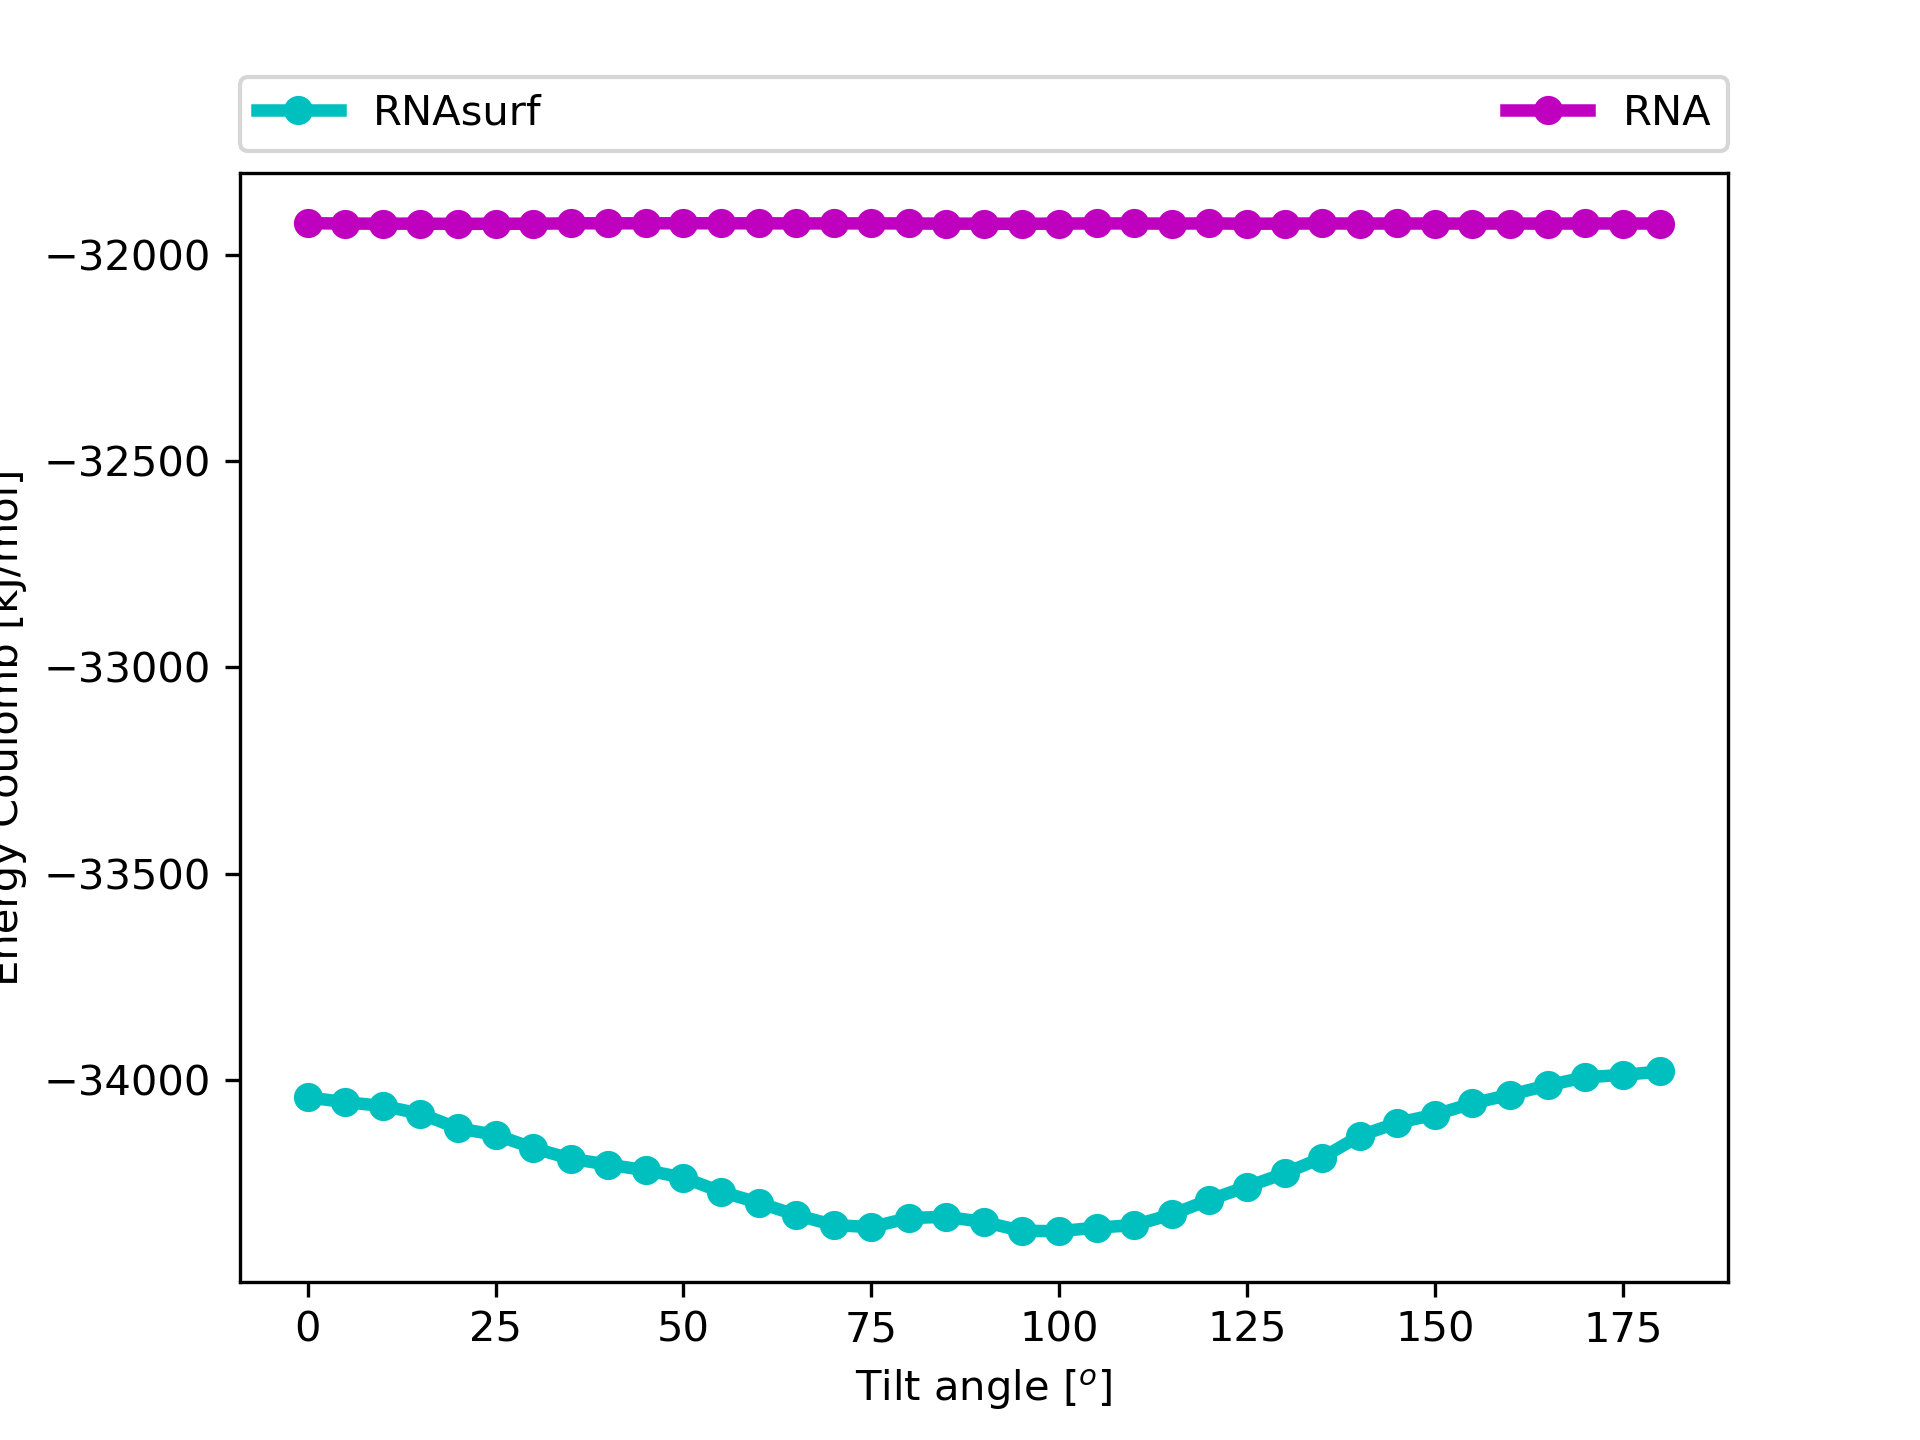 RNAsurf RNA
−32000
−32500
−33000
−33500
−34000
Energy Coulomb [kJ/mol]
0 25 50 75 100 125 150 175
Tilt angle [°]